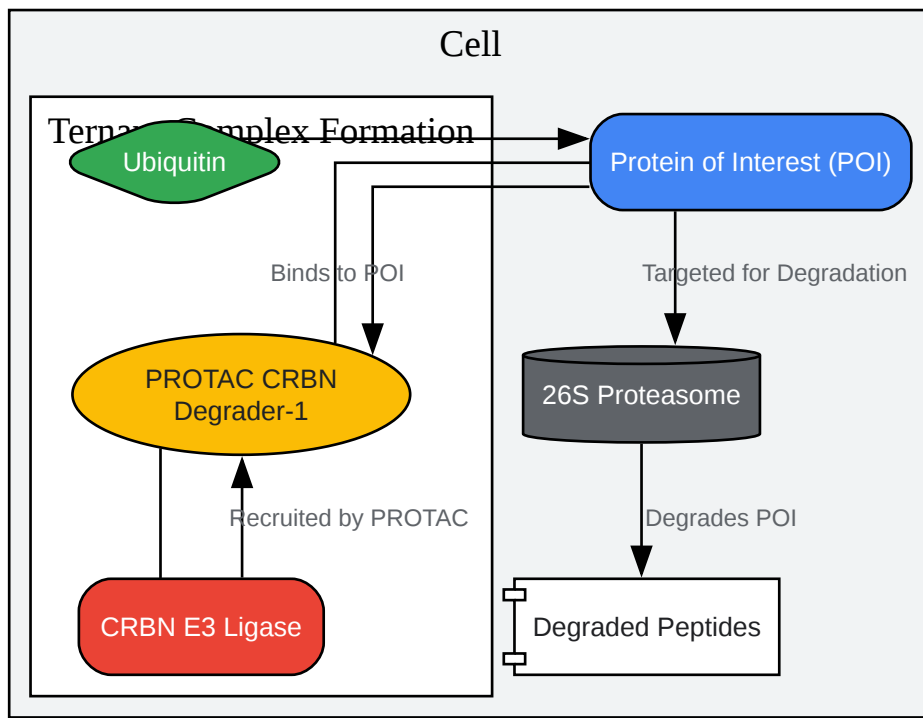 Cell
Ternary Complex Formation
Ubiquitin
Protein of Interest (POI)
Binds to POI
Targeted for Degradation
PROTAC CRBN
Degrader-1
26S Proteasome
Recruited by PROTAC
Degrades POI
CRBN E3 Ligase
Degraded Peptides